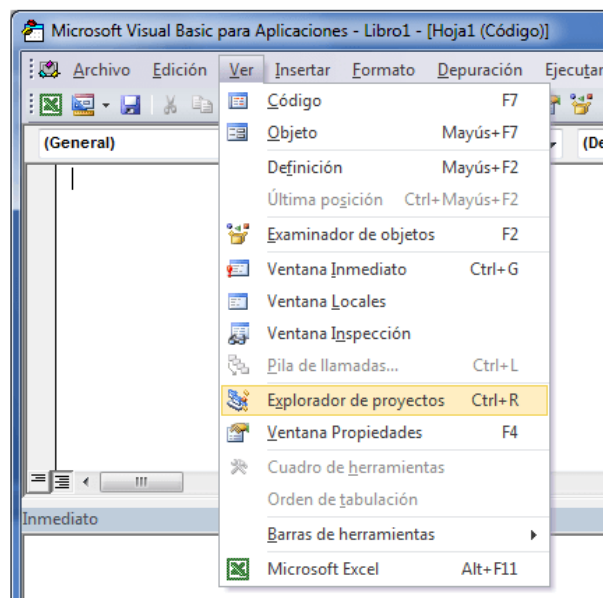 Microsoft Visual Basic para Aplicaciones - Libro1 - [Hoja1 (Código)]
Archivo Edición Ver Insertar Formato Depuración Ejecutar
(General)
Código F7
Objeto Mayús+F7
Definición Mayús+F2
Última posición Ctrl+Mayús+F2
Examinador de objetos F2
Ventana Inmediato Ctrl+G
Ventana Locales
Ventana Inspección
Pila de llamadas... Ctrl+L
Explorador de proyectos Ctrl+R
Ventana Propiedades F4
Cuadro de herramientas
Orden de tabulación
Barras de herramientas
Microsoft Excel Alt+F11
Inmediato